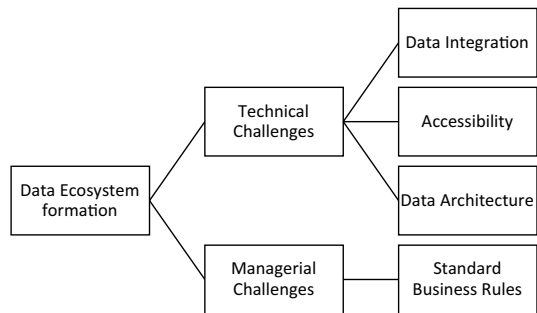 Data Ecosystem
formation
Technical
Challenges
Data Integration
Accessibility
Data Architecture
Managerial
Challenges
Standard
Business Rules